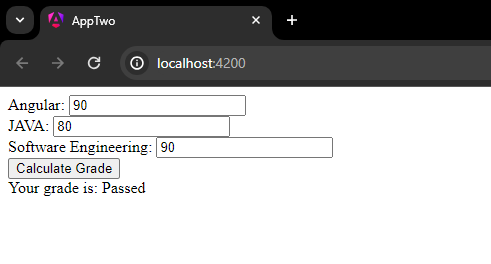 AppTwo
localhost:4200
Angular: 90
JAVA: 80
Software Engineering: 90
Calculate Grade
Your grade is: Passed